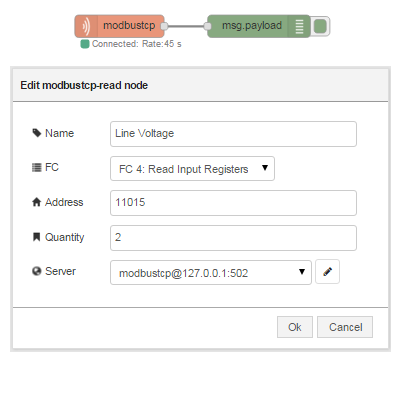 modbustcp
msg.payload
Connected: Rate:45 s
Edit modbustcp-read node
Name
Line Voltage
FC
FC 4: Read Input Registers
Address
11015
Quantity
2
Server
modbustcp@127.0.0.1:502
Ok
Cancel